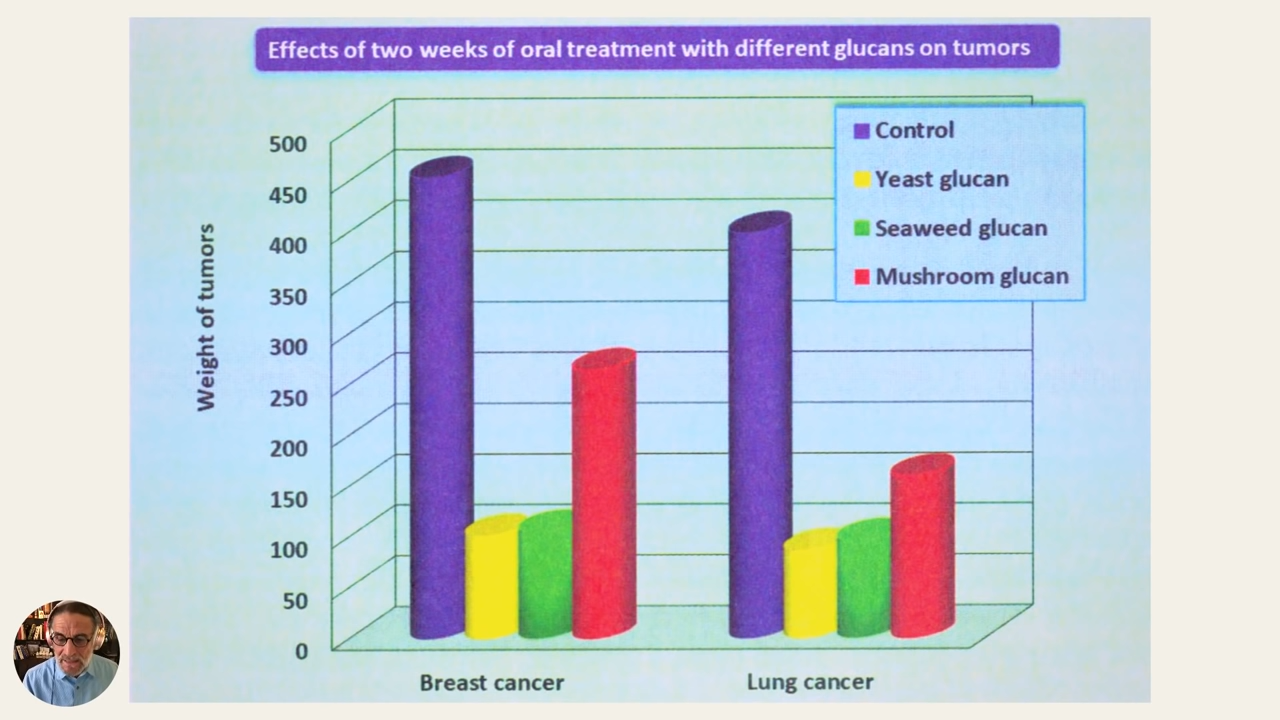 Effects of two weeks of oral treatment with different glucans on tumors
Control
Yeast glucan
Seaweed glucan
Mushroom glucan
Weight of tumors
500
450
400
350
300
250
200
150
100
50
0
Breast cancer
Lung cancer